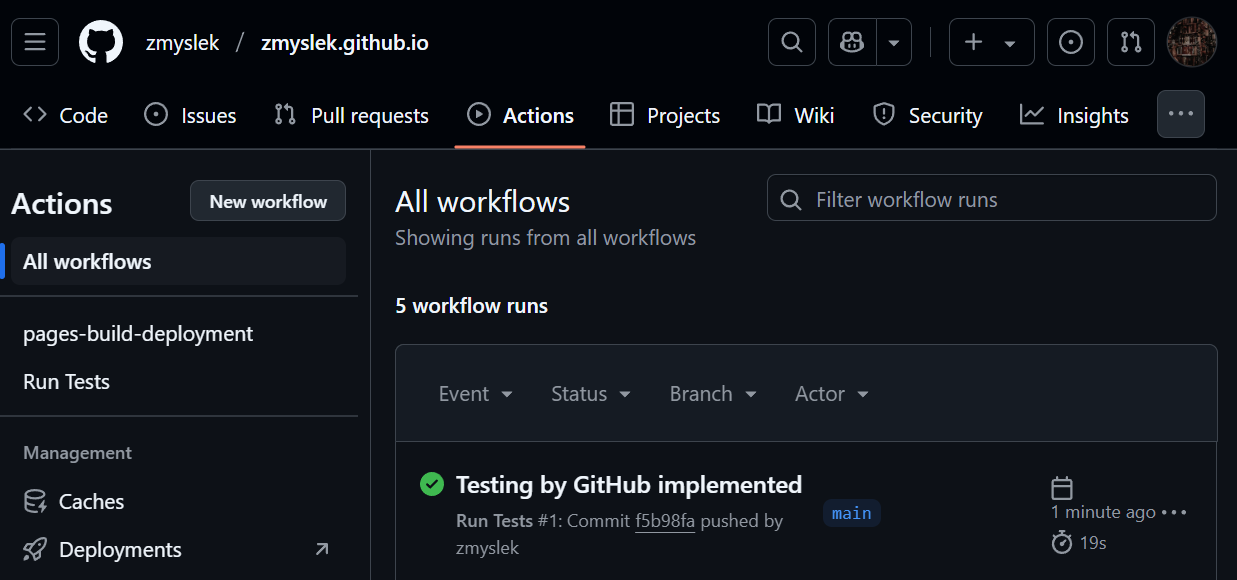 zmyslek / zmyslek.github.io
Code Issues Pull requests Actions Projects Wiki Security Insights
Actions
New workflow
All workflows
pages-build-deployment
Run Tests
Management
Caches
Deployments
All workflows
Showing runs from all workflows
Filter workflow runs
5 workflow runs
Event Status Branch Actor
Testing by GitHub implemented
Run Tests #1: Commit f5b98fa pushed by
zmyslek
main
1 minute ago
19s